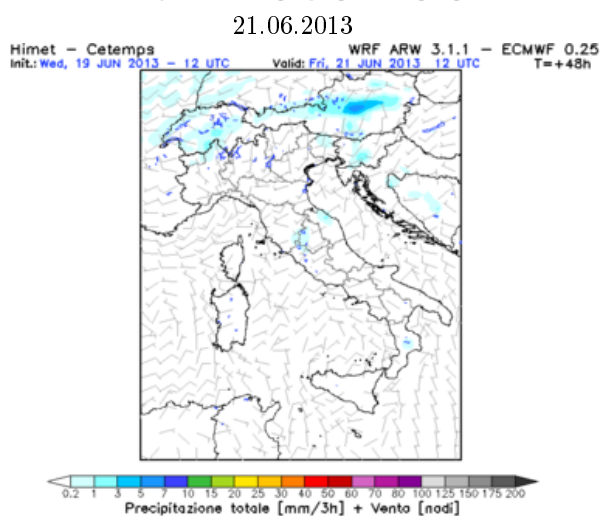 21.06.2013
Himet - Cetemps WRF ARW 3.1.1 - ECMWF 0.25
Init.: Wed, 19 JUN 2013 - 12 UTC Valid: Fri, 21 JUN 2013 12 UTC T=+48h
0.2 1 3 5 7 10 15 20 25 30 40 50 60 70 80 100 125 150 175 200
Precipitazione totale [mm/3h] + Vento [nodi]